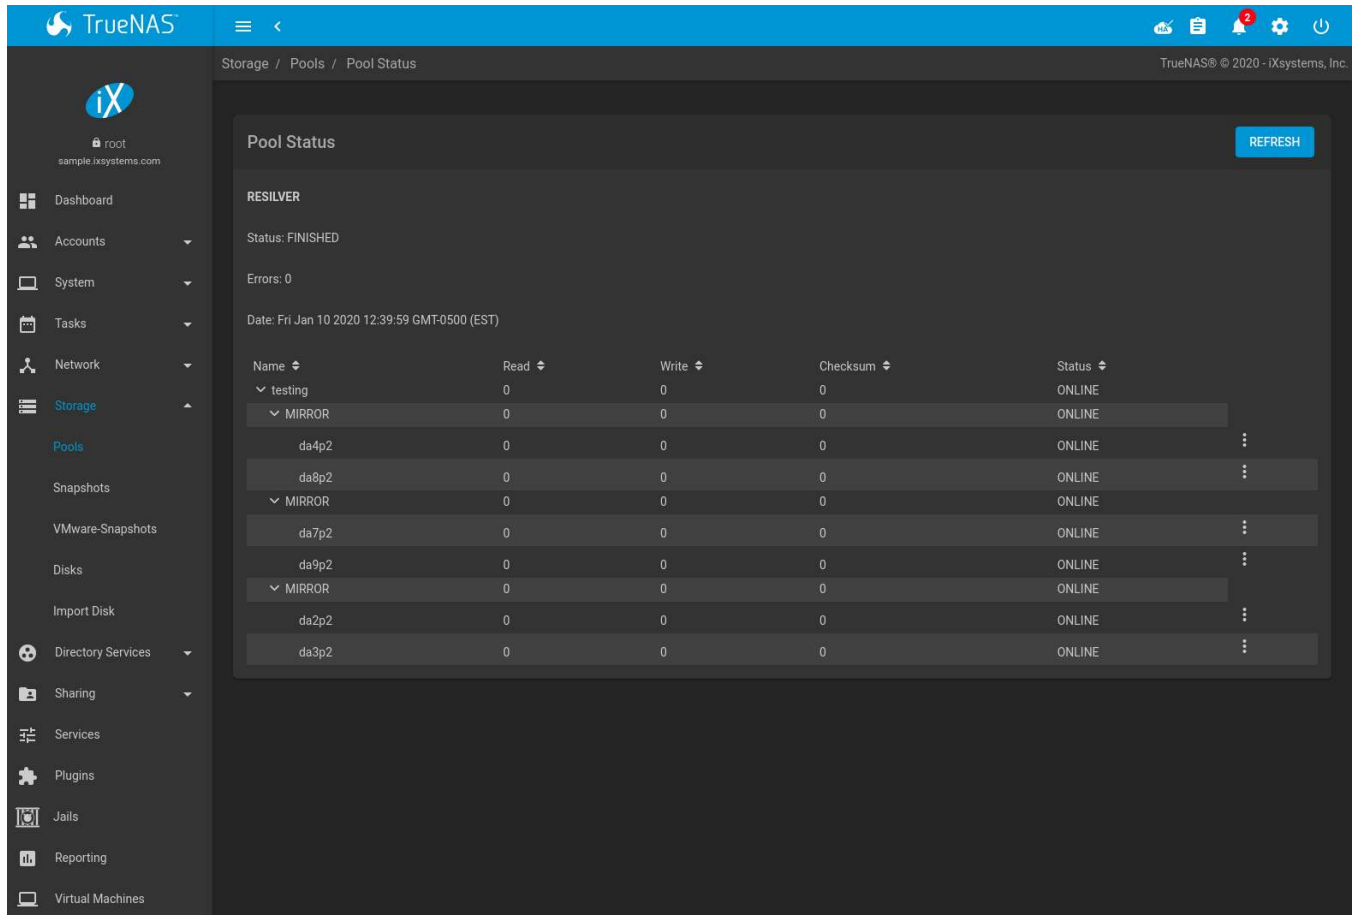 TrueNAS
HA
2
Storage / Pools / Pool Status
TrueNAS® © 2020 - iXsystems, Inc.
iX
root
sample.ixsystems.com
Dashboard
Accounts
System
Tasks
Network
Storage
Pools
Snapshots
VMware-Snapshots
Disks
Import Disk
Directory Services
Sharing
Services
Plugins
Jails
Reporting
Virtual Machines
Pool Status
REFRESH
RESILVER
Status: FINISHED
Errors: 0
Date: Fri Jan 10 2020 12:39:59 GMT-0500 (EST)
Name Read Write Checksum Status
testing 0 0 0 ONLINE
MIRROR 0 0 0 ONLINE
da4p2 0 0 0 ONLINE
da8p2 0 0 0 ONLINE
MIRROR 0 0 0 ONLINE
da7p2 0 0 0 ONLINE
da9p2 0 0 0 ONLINE
MIRROR 0 0 0 ONLINE
da2p2 0 0 0 ONLINE
da3p2 0 0 0 ONLINE